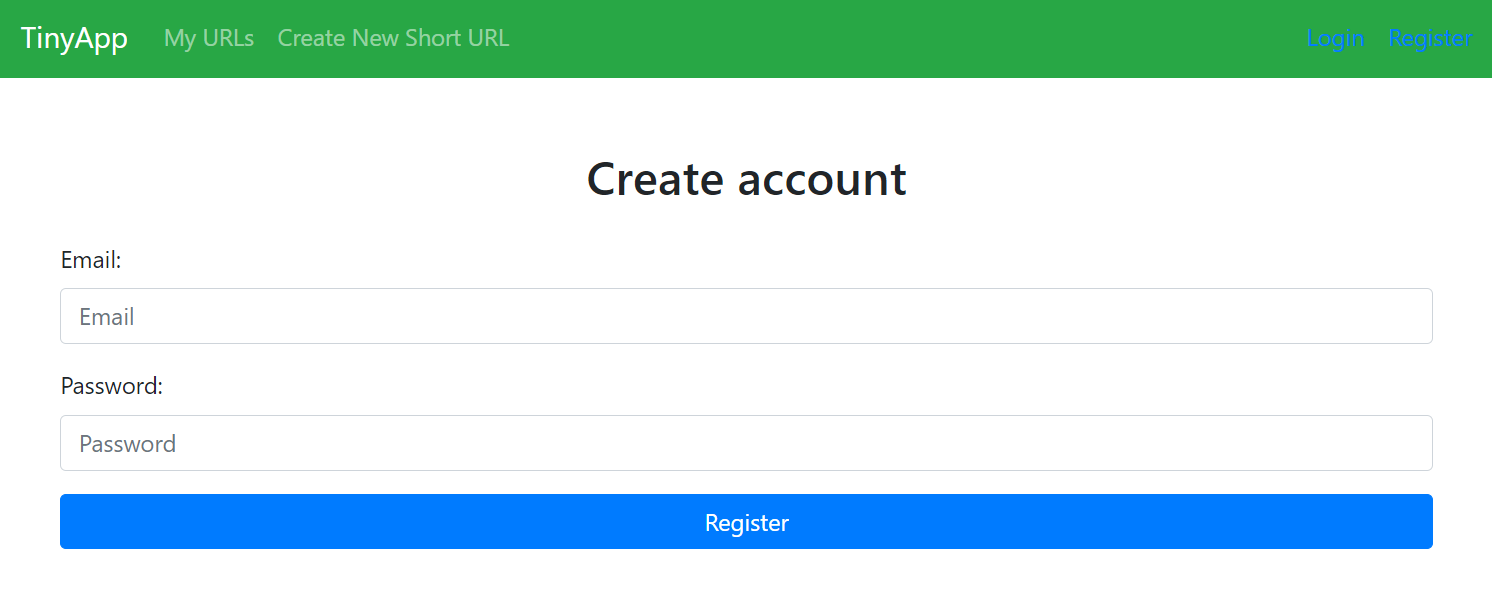 TinyApp My URLs Create New Short URL Login Register
Create account
Email:
Email
Password:
Password
Register